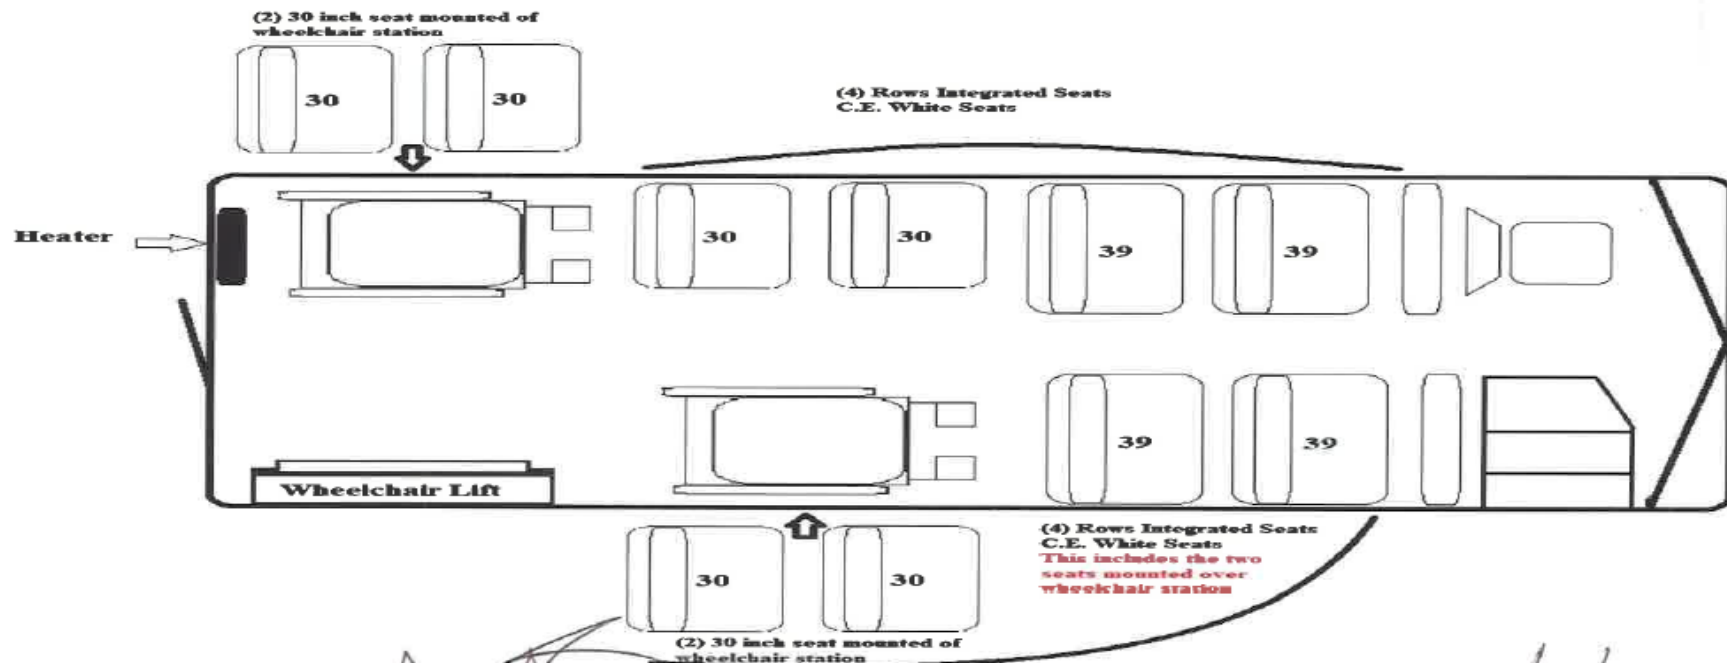 (2) 30 inch seat mounted of
wheelchair station
30
30
(4) Rows Integrated Seats
C.E. White Seats
Heater
30
30
39
39
39
39
Wheelchair Lift
(4) Rows Integrated Seats
C.E. White Seats
This includes the two
seats mounted over
wheelchair station
30
30
(2) 30 inch seat mounted of
wheelchair station